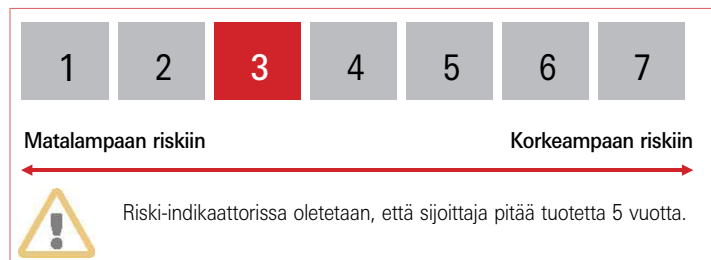 1 2 3 4 5 6 7
Matalampaan riskiin Korkeampaan riskiin
Riski-indikaattorissa oletetaan, että sijoittaja pitää tuotetta 5 vuotta.